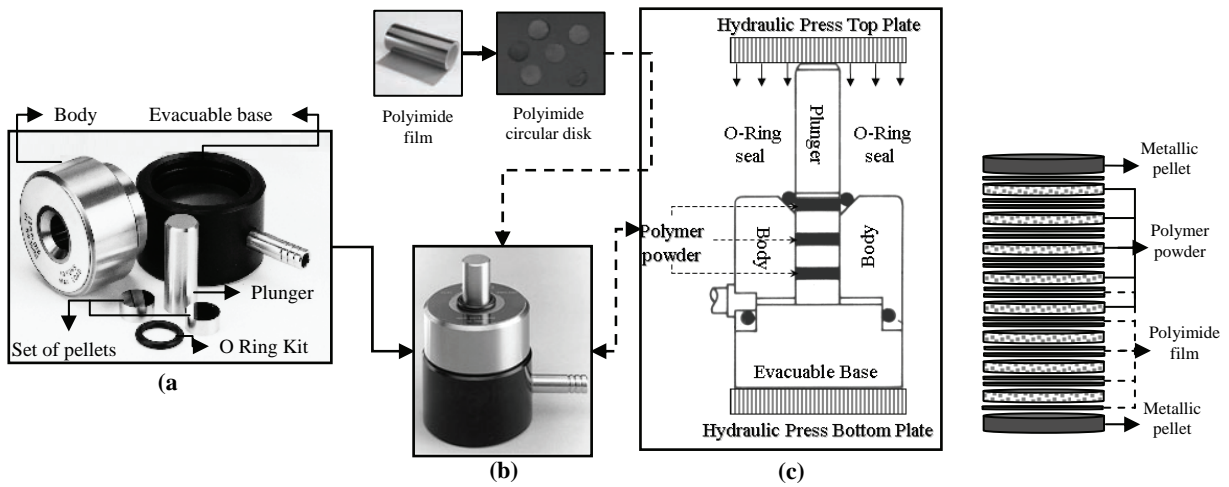 Body
Evacuable base
Plunger
Set of pellets
O Ring Kit
(a
Polyimide
film
Polyimide
circular disk
(b)
Hydraulic Press Top Plate
Plunger
O-Ring
seal
O-Ring
seal
Polymer
powder
Body
Body
Evacuable Base
Hydraulic Press Bottom Plate
(c)
Metallic
pellet
Polymer
powder
Polyimide
film
Metallic
pellet